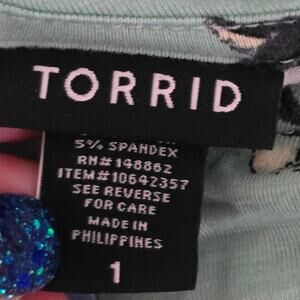 TORRID
5% SPANDEX
RN# 148862
ITEM#10642357
SEE REVERSE
FOR CARE
MADE IN
PHILIPPINES
1